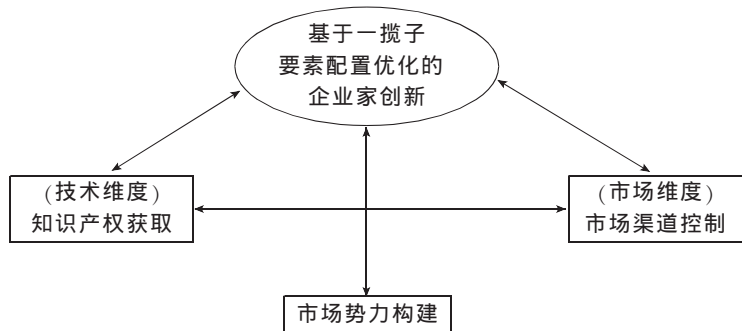 基于一揽子
要素配置优化的
企业家创新
(技术维度)
知识产权获取
(市场维度)
市场渠道控制
市场势力构建